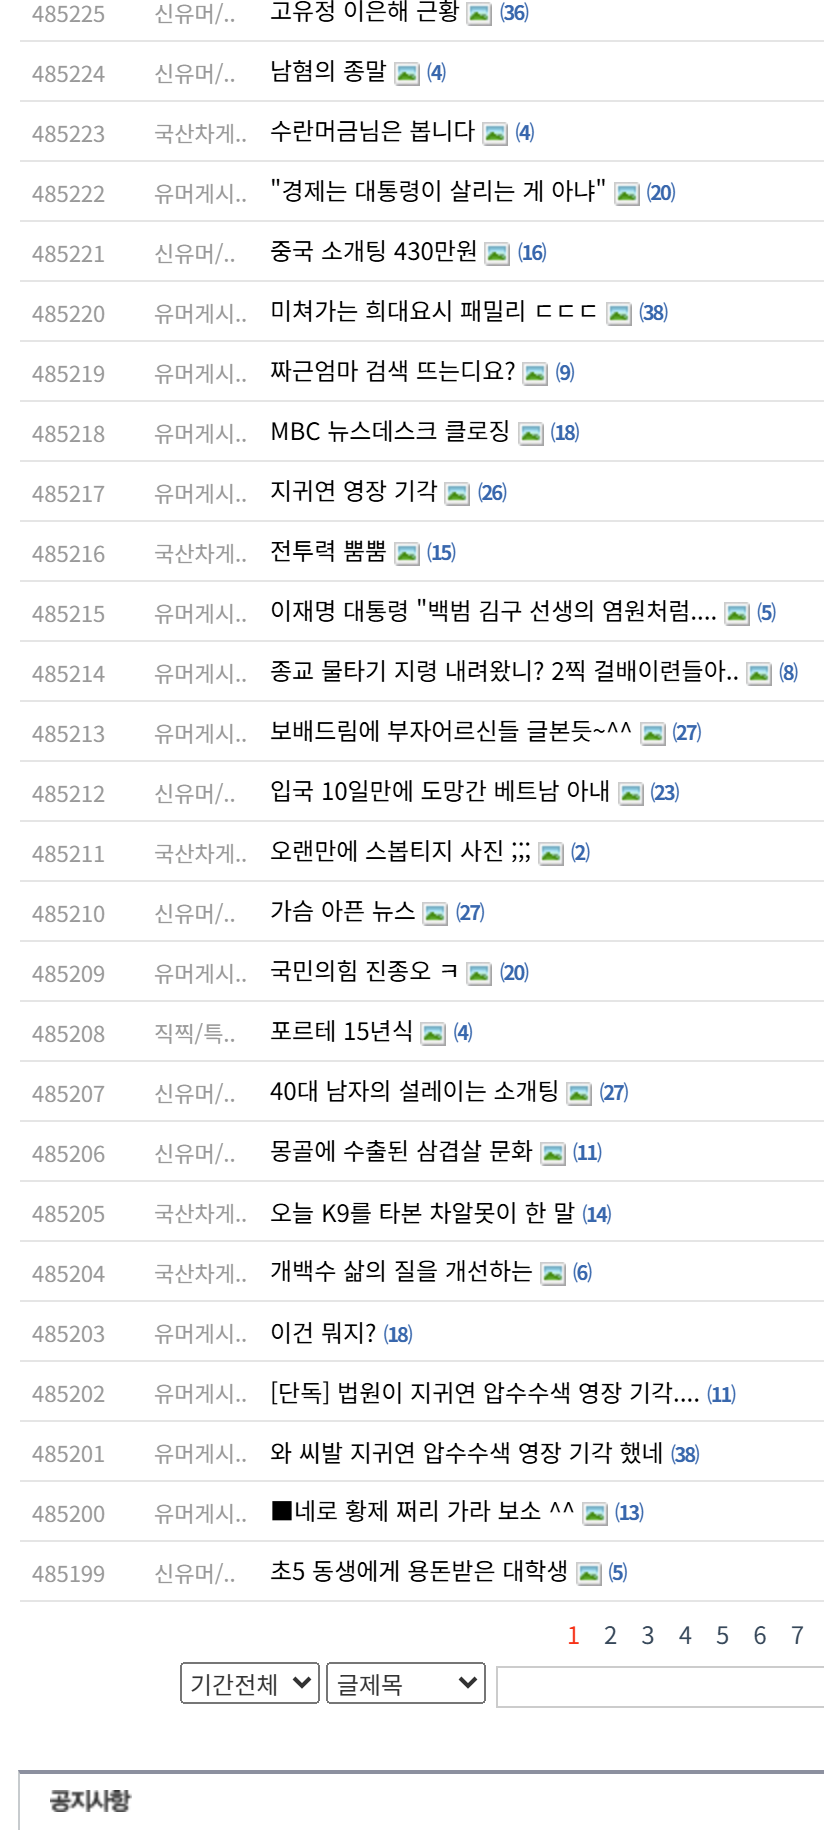 485225 신유머/.. 고유정 이은해 근황 (36)
485224 신유머/.. 남혐의 종말 (4)
485223 국산차게.. 수란머금님은 봅니다 (4)
485222 유머게시.. "경제는 대통령이 살리는 게 아냐" (20)
485221 신유머/.. 중국 소개팅 430만원 (16)
485220 유머게시.. 미쳐가는 희대요시 패밀리 ㄷㄷㄷ (38)
485219 유머게시.. 짜근엄마 검색 뜨는디요? (9)
485218 유머게시.. MBC 뉴스데스크 클로징 (18)
485217 유머게시.. 지귀연 영장 기각 (26)
485216 국산차게.. 전투력 뿜뿜 (15)
485215 유머게시.. 이재명 대통령 "백범 김구 선생의 염원처럼.... (5)
485214 유머게시.. 종교 물타기 지령 내려왔니? 2찍 걸배이련들아.. (8)
485213 유머게시.. 보배드림에 부자어르신들 글본듯~^^ (27)
485212 신유머/.. 입국 10일만에 도망간 베트남 아내 (23)
485211 국산차게.. 오랜만에 스봅티지 사진 ;;; (2)
485210 신유머/.. 가슴 아픈 뉴스 (27)
485209 유머게시.. 국민의힘 진종오 ㅋ (20)
485208 직찍/특.. 포르테 15년식 (4)
485207 신유머/.. 40대 남자의 설레이는 소개팅 (27)
485206 신유머/.. 몽골에 수출된 삼겹살 문화 (11)
485205 국산차게.. 오늘 K9를 타본 차알못이 한 말 (14)
485204 국산차게.. 개백수 삶의 질을 개선하는 (6)
485203 유머게시.. 이건 뭐지? (18)
485202 유머게시.. [단독] 법원이 지귀연 압수수색 영장 기각.... (11)
485201 유머게시.. 와 씨발 지귀연 압수수색 영장 기각 했네 (38)
485200 유머게시.. ■네로 황제 쩌리 가라 보소 ^^ (13)
485199 신유머/.. 초5 동생에게 용돈받은 대학생 (5)
1 2 3 4 5 6 7
기간전체 글제목
공지사항